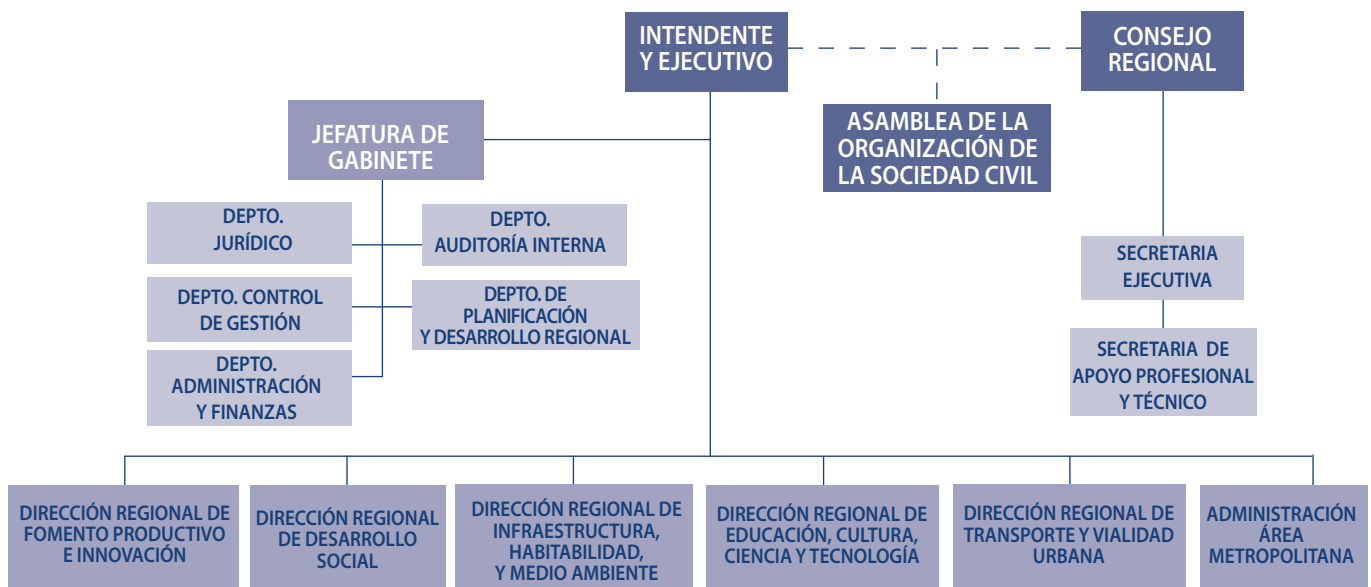 INTENDENTE
Y EJECUTIVO
CONSEJO
REGIONAL
JEFATURA DE
GABINETE
ASAMBLEA DE LA
ORGANIZACIÓN DE
LA SOCIEDAD CIVIL
DEPTO.
JURÍDICO
DEPTO.
AUDITORÍA INTERNA
SECRETARIA
EJECUTIVA
DEPTO. CONTROL
DE GESTIÓN
DEPTO. DE
PLANIFICACIÓN
Y DESARROLLO REGIONAL
SECRETARIA DE
APOYO PROFESIONAL
Y TÉCNICO
DEPTO.
ADMINISTRACIÓN
Y FINANZAS
DIRECCIÓN REGIONAL DE
FOMENTO PRODUCTIVO
E INNOVACIÓN
DIRECCIÓN REGIONAL
DE DESARROLLO
SOCIAL
DIRECCIÓN REGIONAL DE
INFRAESTRUCTURA,
HABITABILIDAD,
Y MEDIO AMBIENTE
DIRECCIÓN REGIONAL DE
EDUCACIÓN, CULTURA,
CIENCIA Y TECNOLOGÍA
DIRECCIÓN REGIONAL DE
TRANSPORTE Y VIALIDAD
URBANA
ADMINISTRACIÓN
ÁREA
METROPOLITANA